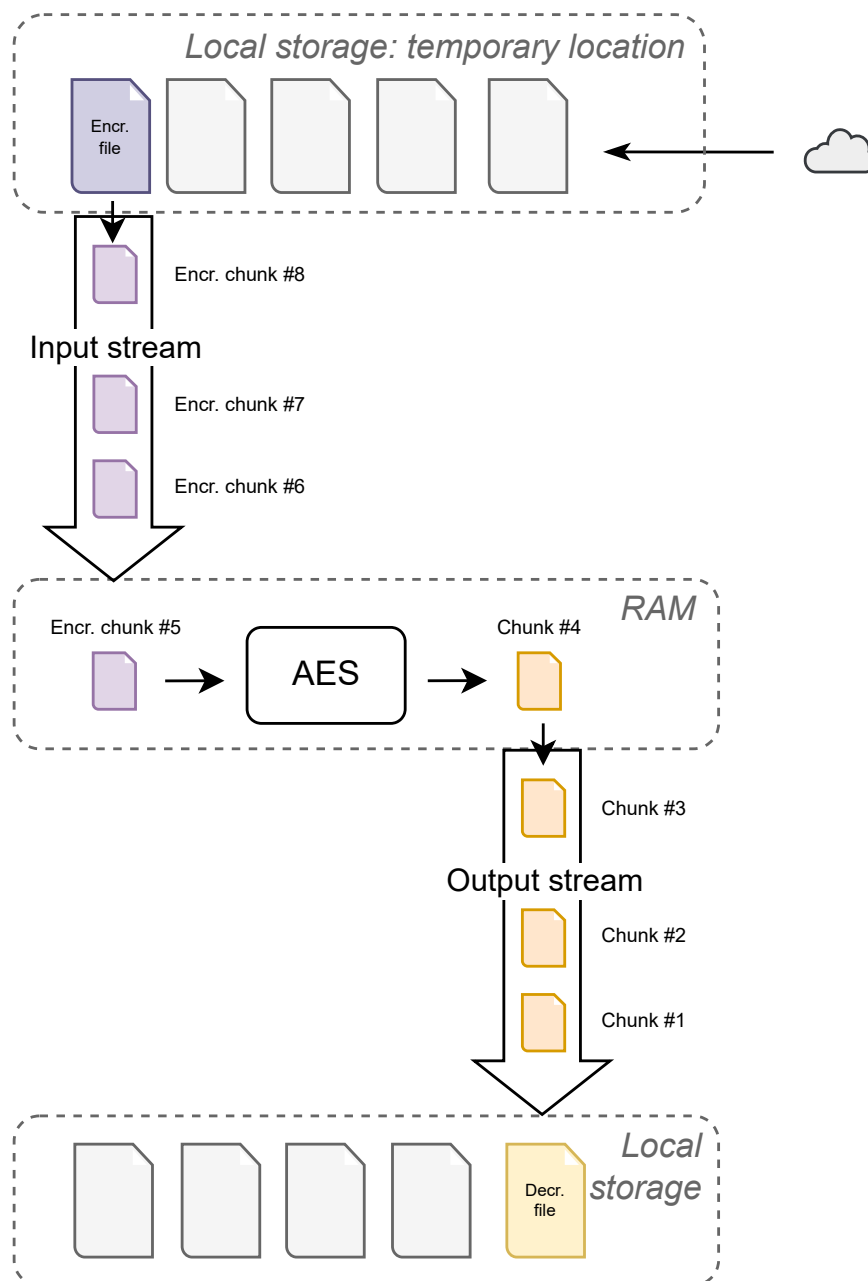 Local storage: temporary location
Encr.
file
Encr. chunk #8
Input stream
Encr. chunk #7
Encr. chunk #6
RAM
Encr. chunk #5
AES
Chunk #4
Chunk #3
Output stream
Chunk #2
Chunk #1
Local
storage
Decr.
file